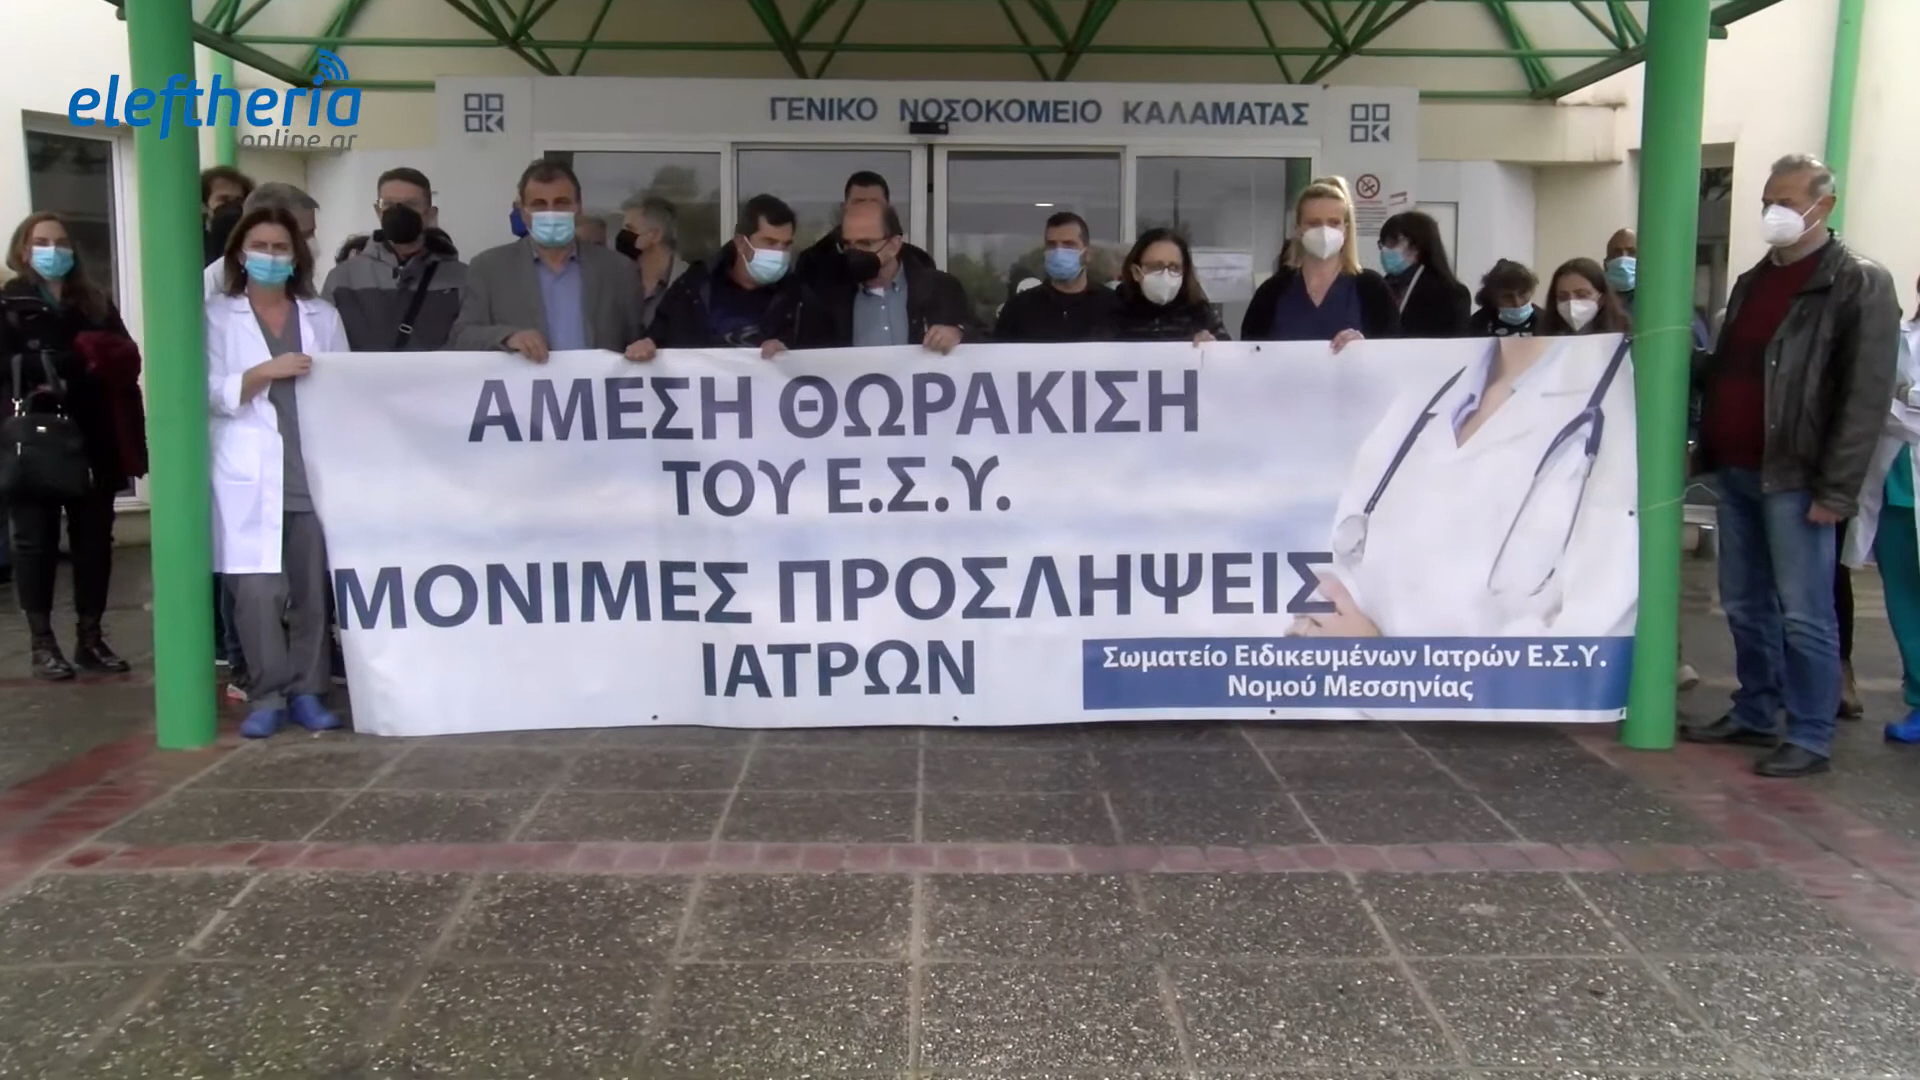 eleftheria
online.gr
ΓΕΝΙΚΟ ΝΟΣΟΚΟΜΕΙΟ ΚΑΛΑΜΑΤΑΣ
ΑΜΕΣΗ ΘΩΡΑΚΙΣΗ
ΤΟΥ Ε.Σ.Υ.
ΜΟΝΙΜΕΣ ΠΡΟΣΛΗΨΕΙΣ
ΙΑΤΡΩΝ
Σωματείο Ειδικευμένων Ιατρών Ε.Σ.Υ.
Νομού Μεσσηνίας